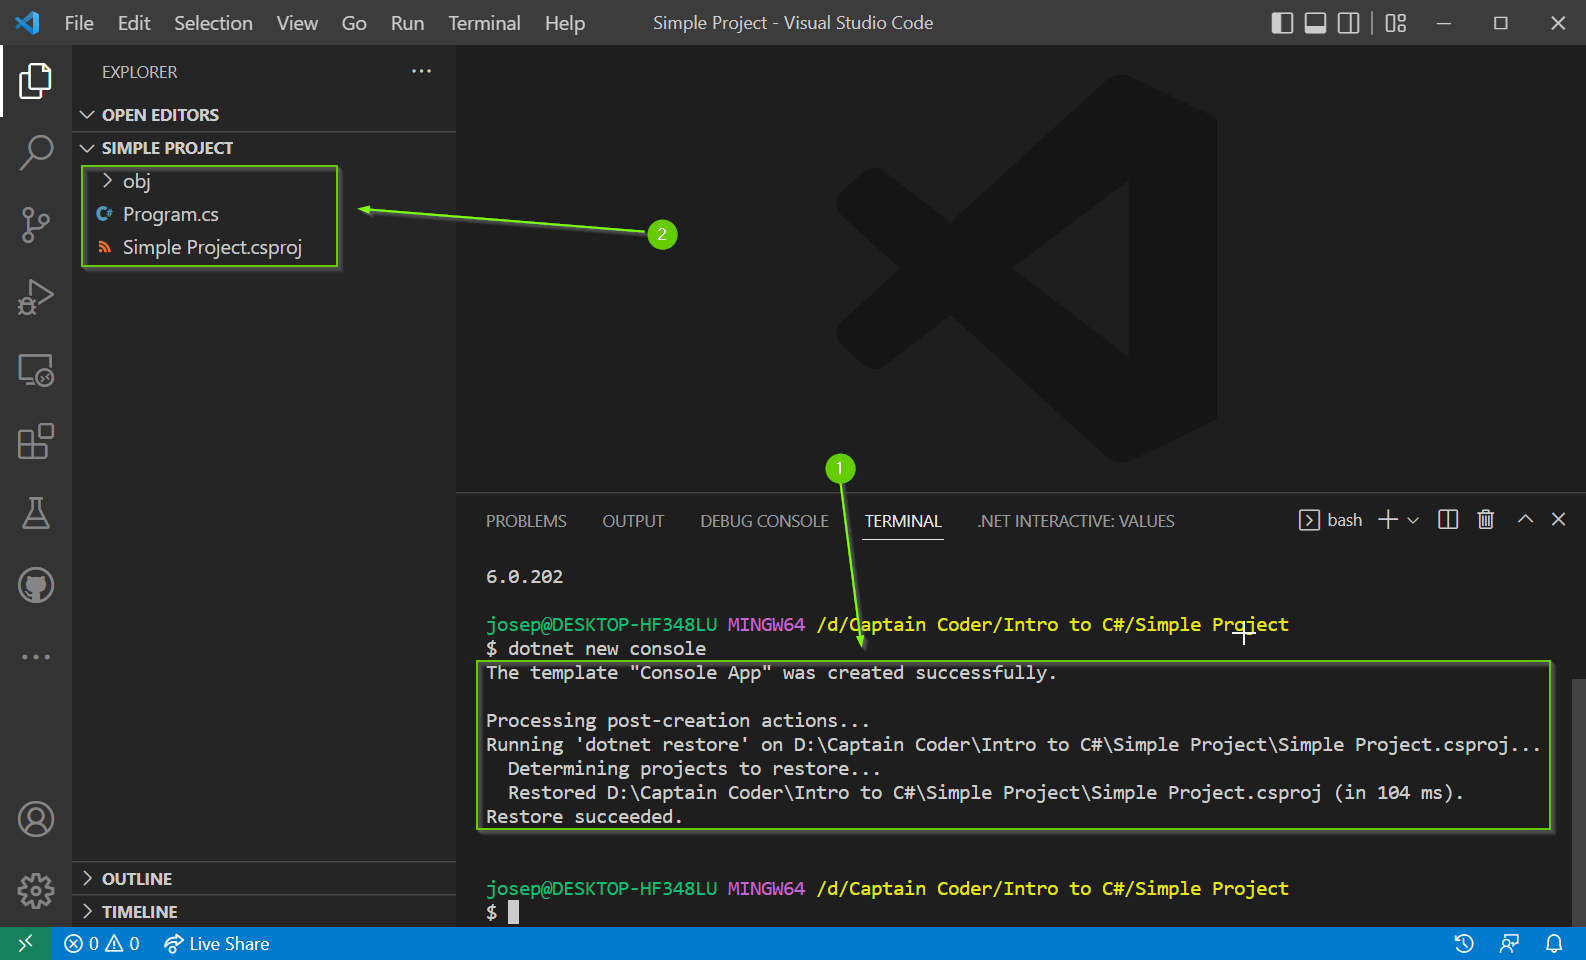 File Edit Selection View Go Run Terminal Help Simple Project - Visual Studio Code
EXPLORER
OPEN EDITORS
SIMPLE PROJECT
obj
C# Program.cs
Simple Project.csproj
2
1
PROBLEMS OUTPUT DEBUG CONSOLE TERMINAL .NET INTERACTIVE: VALUES bash
6.0.202
josep@DESKTOP-HF348LU MINGW64 /d/Captain Coder/Intro to C#/Simple Project
$ dotnet new console
The template "Console App" was created successfully.
Processing post-creation actions...
Running 'dotnet restore' on D:\Captain Coder\Intro to C#\Simple Project\Simple Project.csproj...
Determining projects to restore...
Restored D:\Captain Coder\Intro to C#\Simple Project\Simple Project.csproj (in 104 ms).
Restore succeeded.
josep@DESKTOP-HF348LU MINGW64 /d/Captain Coder/Intro to C#/Simple Project
$
OUTLINE
TIMELINE
0 0 Live Share